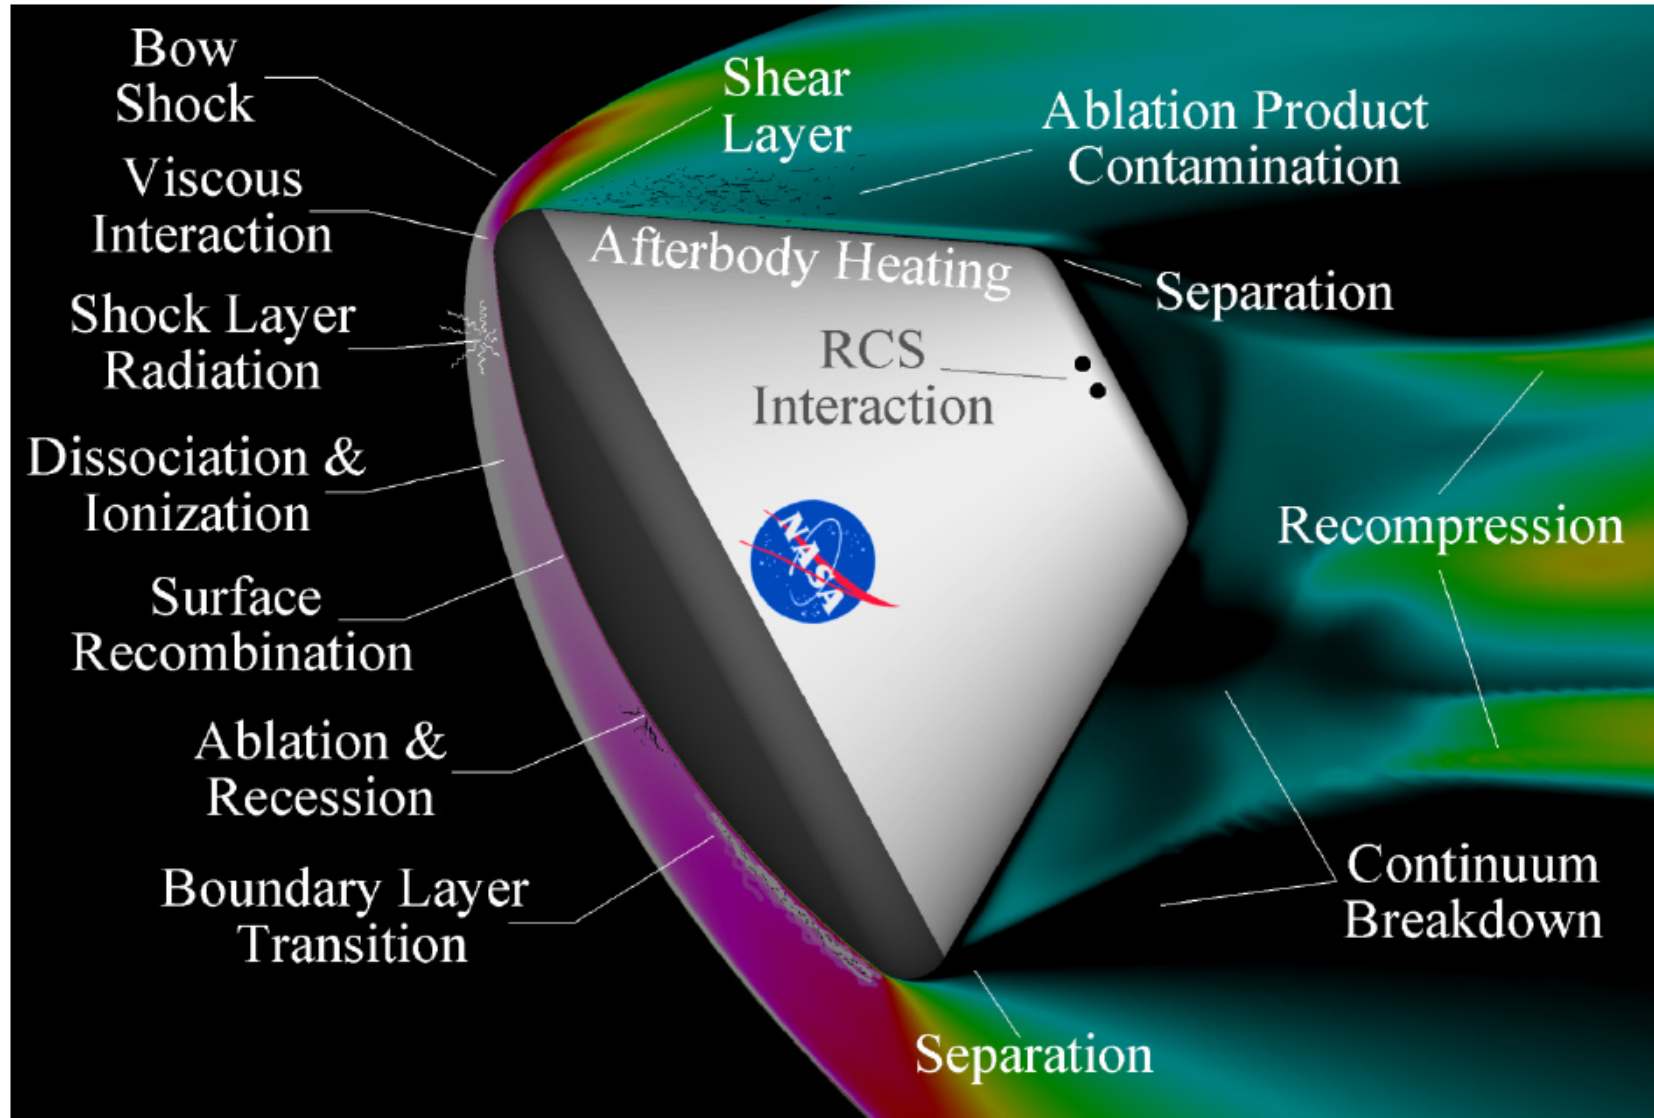 Bow
Shock
Viscous
Interaction
Shock Layer
Radiation
Dissociation &
Ionization
Surface
Recombination
Ablation &
Recession
Boundary Layer
Transition
Shear
Layer
Ablation Product
Contamination
Afterbody Heating
Separation
RCS
Interaction
NASA
Recompression
Continuum
Breakdown
Separation